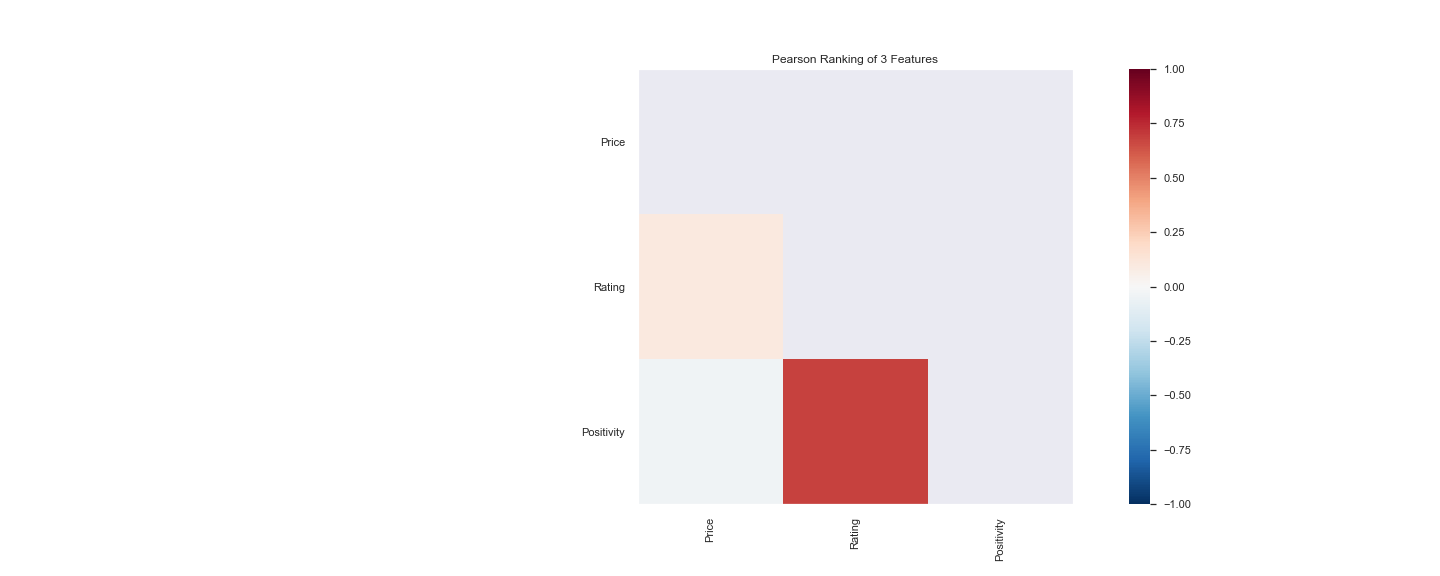 Pearson Ranking of 3 Features
Price
Rating
Positivity
Price
Rating
Positivity
1.00
0.75
0.50
0.25
0.00
−0.25
−0.50
−0.75
−1.00